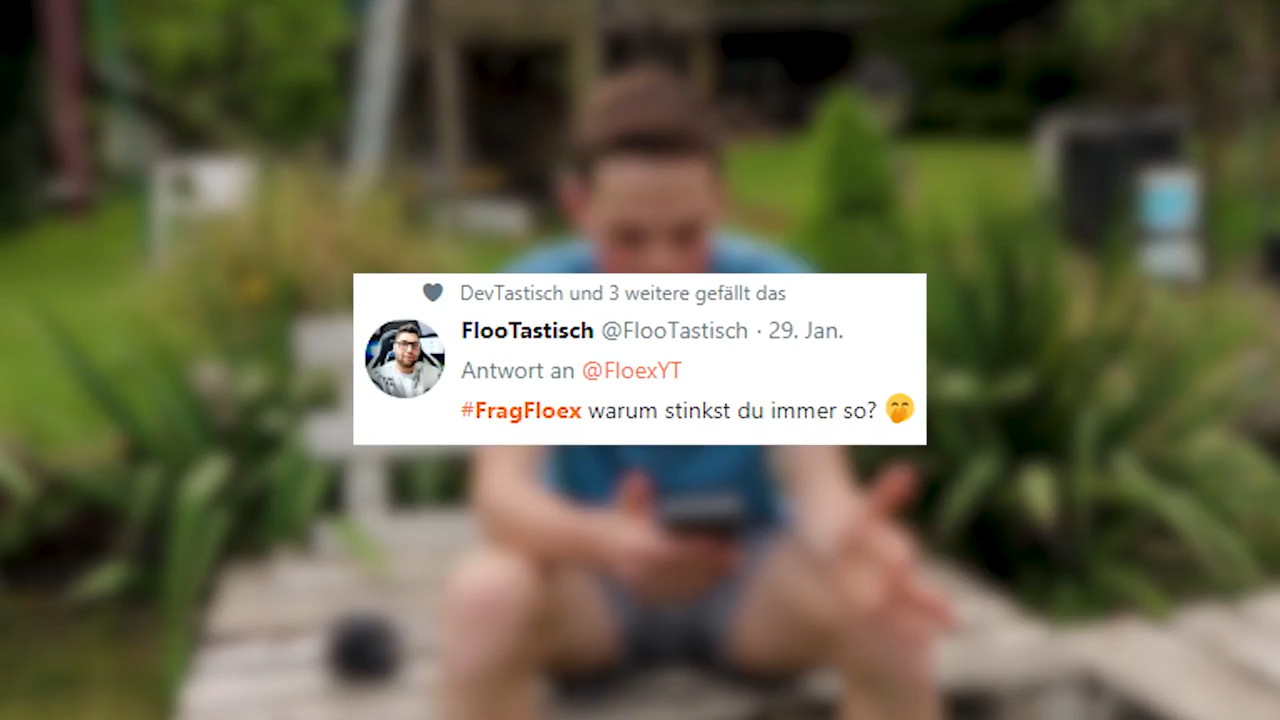 DevTastisch und 3 weitere gefällt das
FlooTastisch @FlooTastisch · 29. Jan.
Antwort an @FloexYT
#FragFloex warum stinkst du immer so? 🤭